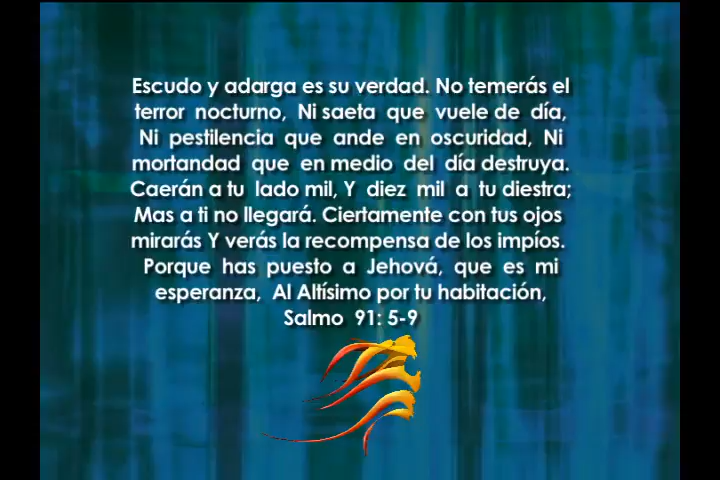 Escudo y adarga es su verdad. No temerás el
terror nocturno, Ni saeta que vuele de día,
Ni pestilencia que ande en oscuridad, Ni
mortandad que en medio del día destruya.
Caerán a tu lado mil, Y diez mil a tu diestra;
Mas a ti no llegará. Ciertamente con tus ojos
mirarás Y verás la recompensa de los impíos.
Porque has puesto a Jehová, que es mi
esperanza, Al Altísimo por tu habitación,
Salmo 91: 5-9